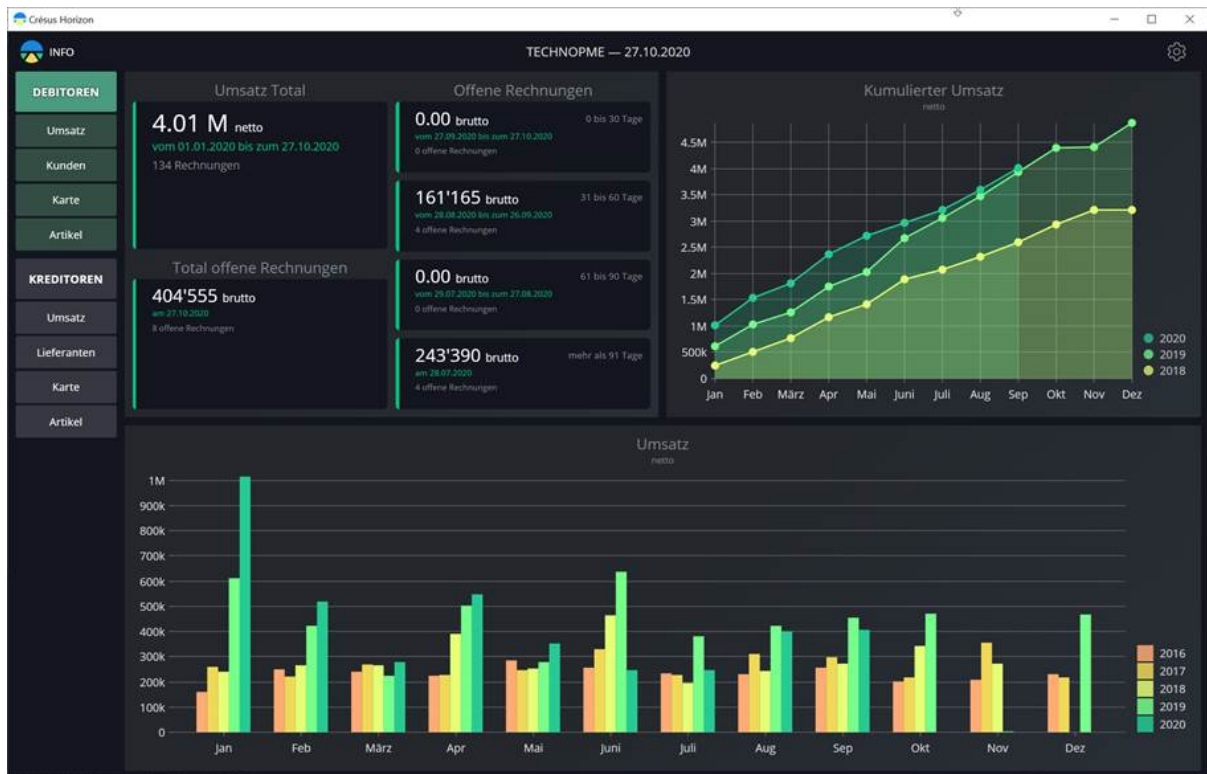 Crésus Horizon
INFO
TECHNOPME — 27.10.2020
DEBITOREN
Umsatz
Kunden
Karte
Artikel
KREDITOREN
Umsatz
Lieferanten
Karte
Artikel
Umsatz Total
4.01 M netto
vom 01.01.2020 bis zum 27.10.2020
134 Rechnungen
Total offene Rechnungen
404'555 brutto
am 27.10.2020
8 offene Rechnungen
Offene Rechnungen
0.00 brutto 0 bis 30 Tage
vom 27.09.2020 bis zum 27.10.2020
0 offene Rechnungen
161'165 brutto 31 bis 60 Tage
vom 28.08.2020 bis zum 26.09.2020
4 offene Rechnungen
0.00 brutto 61 bis 90 Tage
vom 29.07.2020 bis zum 27.08.2020
0 offene Rechnungen
243'390 brutto mehr als 91 Tage
am 28.07.2020
4 offene Rechnungen
Kumulierter Umsatz
netto
4.5M
4M
3.5M
3M
2.5M
2M
1.5M
1M
500k
0
Jan Feb März Apr Mai Juni Juli Aug Sep Okt Nov Dez
2020
2019
2018
Umsatz
netto
1M
900k
800k
700k
600k
500k
400k
300k
200k
100k
0
Jan Feb März Apr Mai Juni Juli Aug Sep Okt Nov Dez
2016
2017
2018
2019
2020